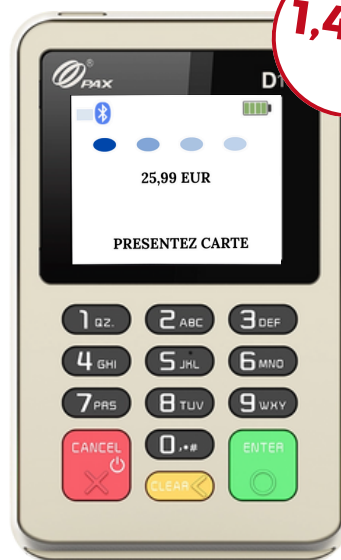 1,4
PAX®
D1
25,99 EUR
PRESENTEZ CARTE
1 QZ.
2 ABC
3 DEF
4 GHI
5 JKL
6 MNO
7 PRS
8 TUV
9 WXY
CANCEL
0 ,*#
ENTER
CLEAR